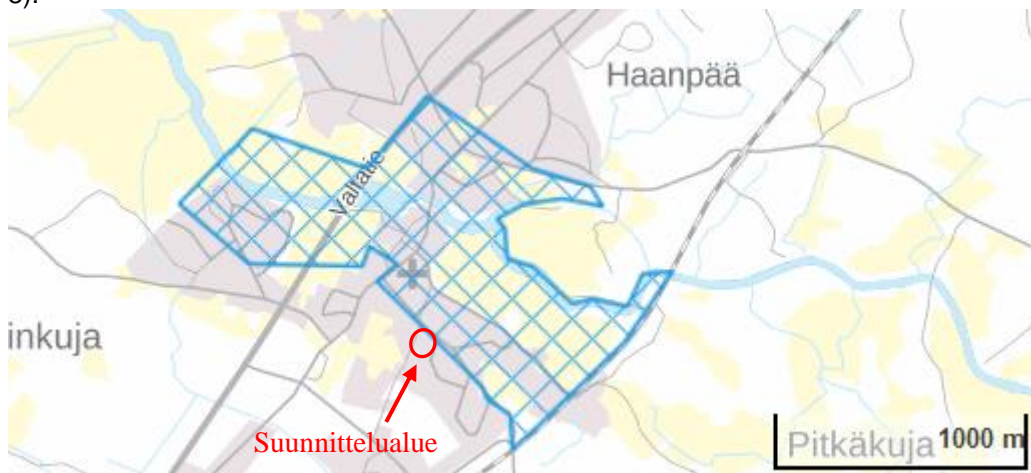 Haanpää
Valtatie
inkuja
Suunnittelualue
Pitkäkuja 1000 m